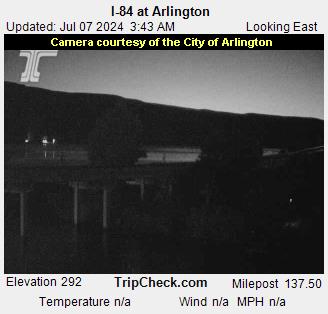 I-84 at Arlington
Updated: Jul 07 2024 3:43 AM Looking East
Camera courtesy of the City of Arlington
Elevation 292 TripCheck.com Milepost 137.50
Temperature n/a Wind n/a MPH n/a